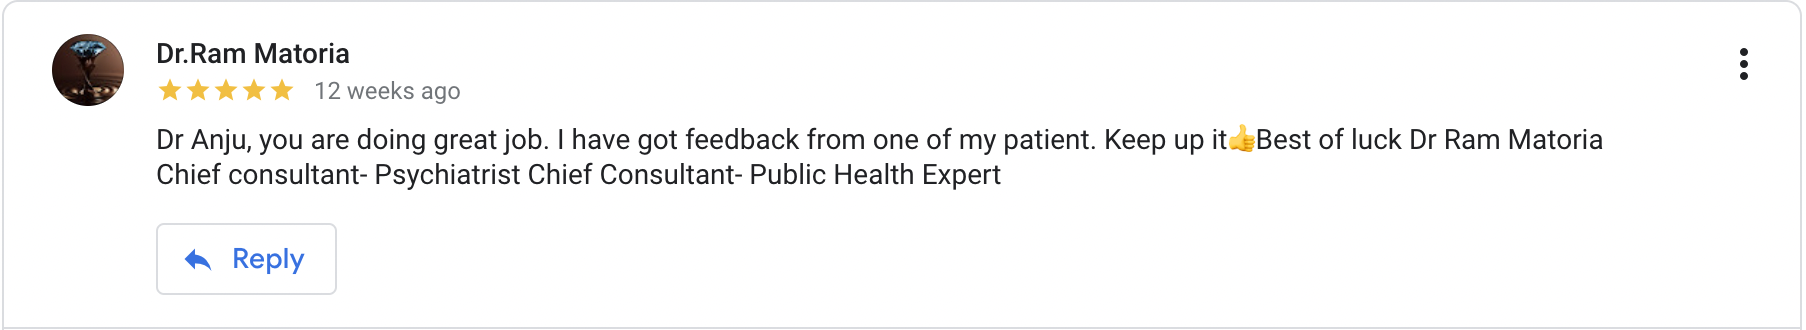 Dr.Ram Matoria
12 weeks ago
Dr Anju, you are doing great job. I have got feedback from one of my patient. Keep up it👍Best of luck Dr Ram Matoria
Chief consultant- Psychiatrist Chief Consultant- Public Health Expert
Reply